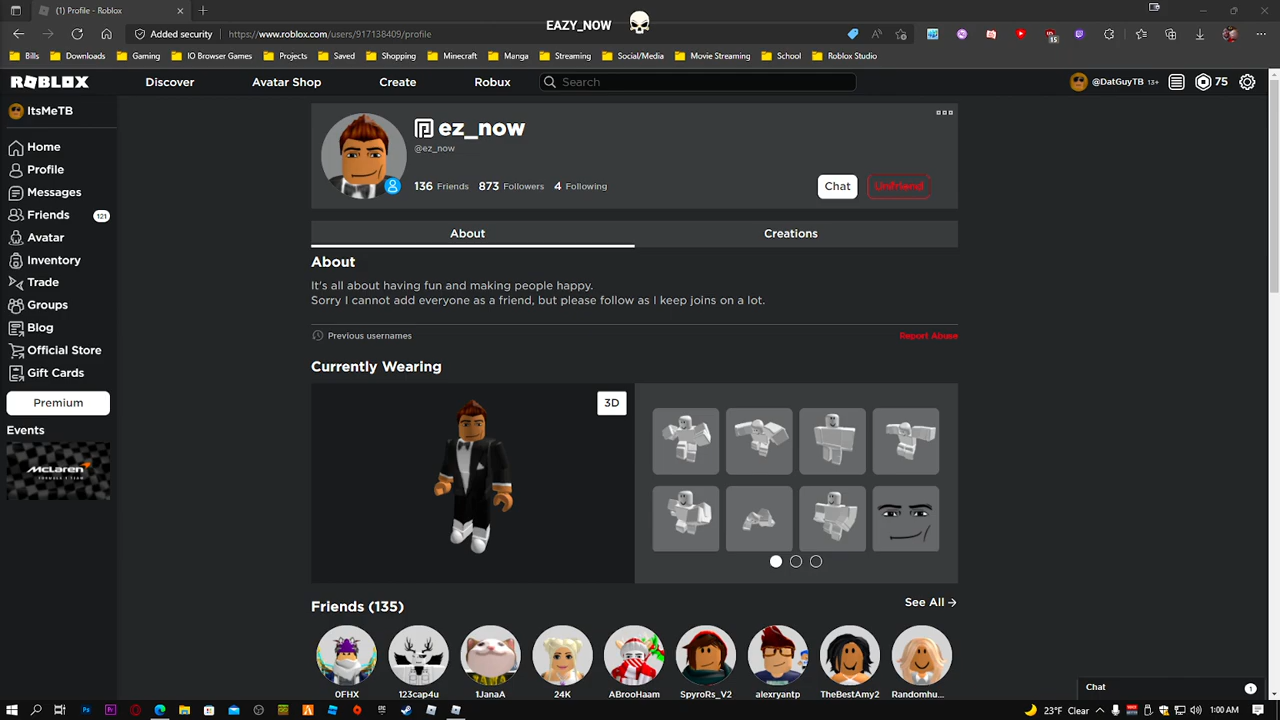 (1) Profile - Roblox
EAZY_NOW
Added security
https://www.roblox.com/users/917138409/profile
15
Bills Downloads Gaming IO Browser Games Projects Saved Shopping Minecraft Manga Streaming Social/Media Movie Streaming School Roblox Studio
ROBLOX Discover Avatar Shop Create Robux Search @DatGuyTB 13+ 75
ItsMeTB
Home
Profile
Messages
Friends 121
Avatar
Inventory
Trade
Groups
Blog
Official Store
Gift Cards
Premium
Events
McLaren
FORMULA 1 TEAM
ez_now
@ez_now
136 Friends 873 Followers 4 Following
Chat Unfriend
About Creations
About
It's all about having fun and making people happy.
Sorry I cannot add everyone as a friend, but please follow as I keep joins on a lot.
Previous usernames Report Abuse
Currently Wearing
3D
Friends (135) See All
0FHX 123cap4u 1JanaA 24K ABrooHaam SpyroRs_V2 alexryantp TheBestAmy2 Randomhu...
Chat 1
23°F Clear 1:00 AM